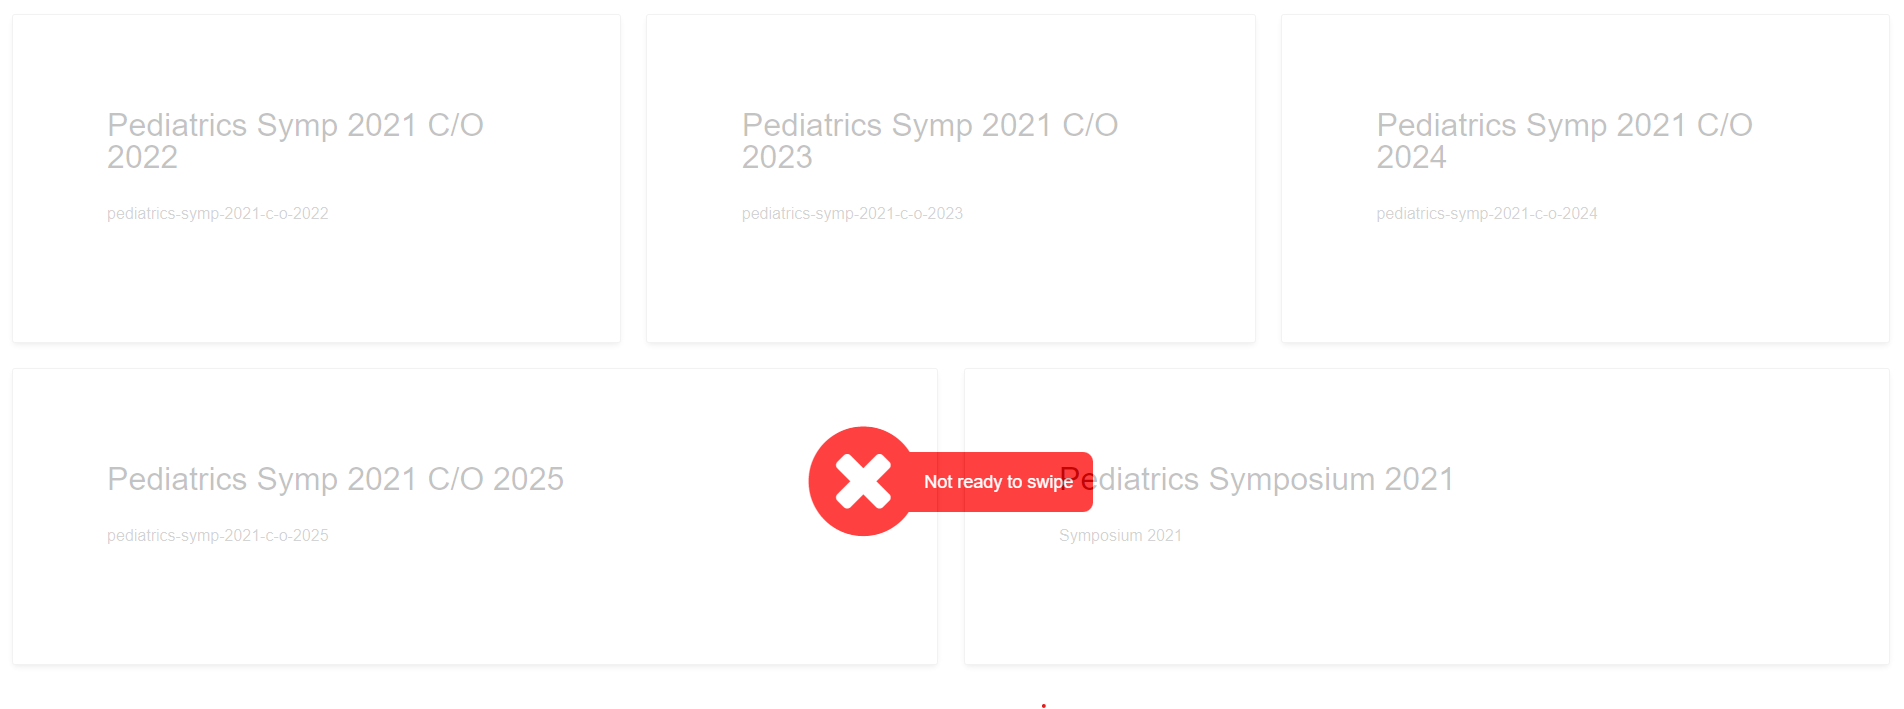 Pediatrics Symp 2021 C/O
2022
pediatrics-symp-2021-c-o-2022
Pediatrics Symp 2021 C/O
2023
pediatrics-symp-2021-c-o-2023
Pediatrics Symp 2021 C/O
2024
pediatrics-symp-2021-c-o-2024
Pediatrics Symp 2021 C/O 2025
pediatrics-symp-2021-c-o-2025
Not ready to swipe
Pediatrics Symposium 2021
Symposium 2021